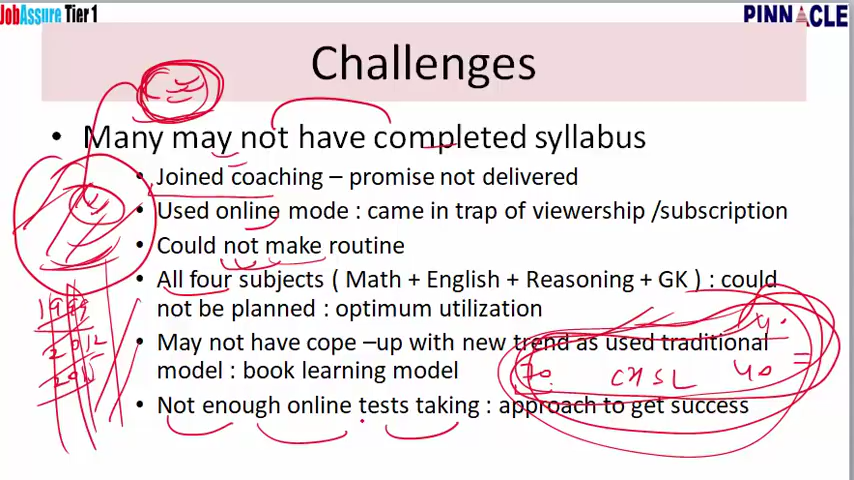 JobAssure Tier 1
PINNACLE
Challenges
• Many may not have completed syllabus
• Joined coaching – promise not delivered
• Used online mode : came in trap of viewership /subscription
• Could not make routine
• All four subjects ( Math + English + Reasoning + GK ) : could
not be planned : optimum utilization
• May not have cope –up with new trend as used traditional
model : book learning model
• Not enough online tests taking : approach to get success
2012
CHSL
40